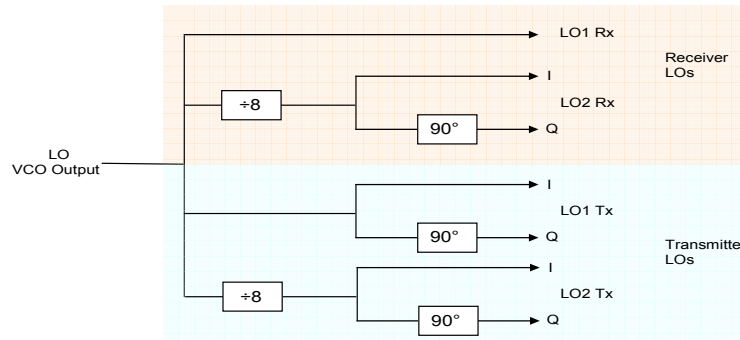 LO1 Rx
Receiver
LOs
I
÷8
LO2 Rx
90°
Q
LO
VCO Output
I
LO1 Tx
90°
Q
Transmitte
LOs
I
÷8
LO2 Tx
90°
Q